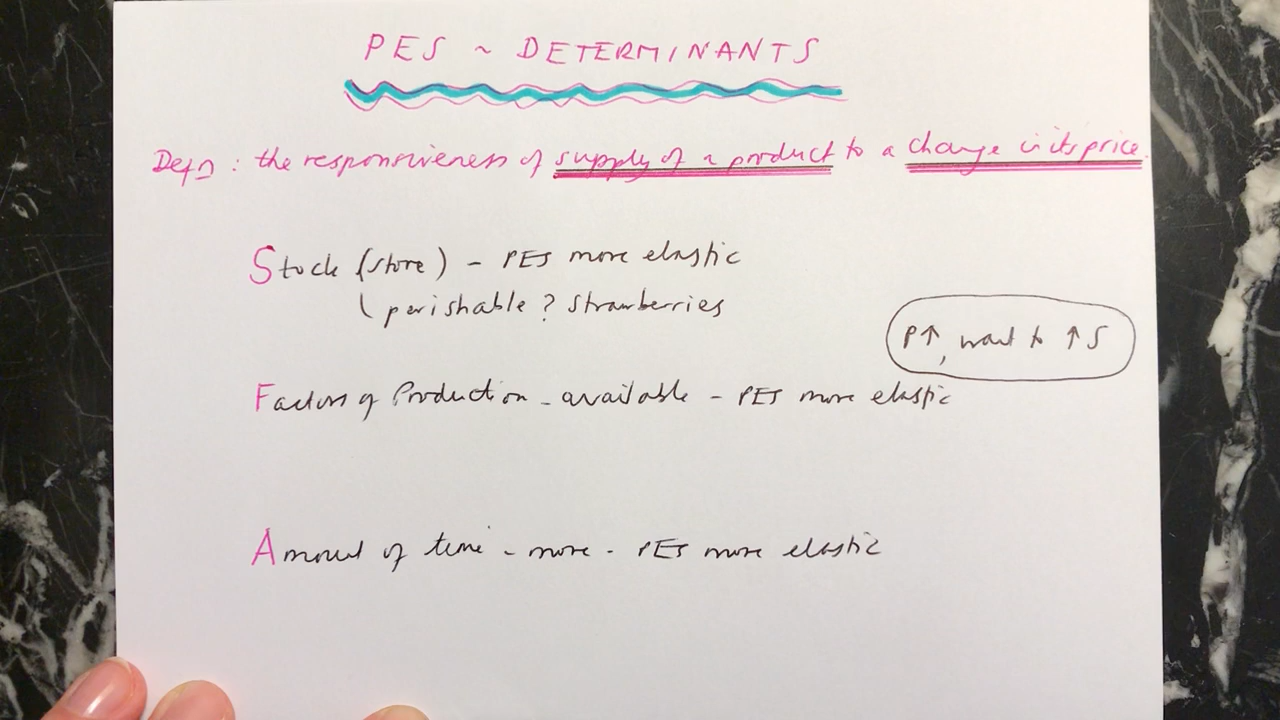 PES ~ DETERMINANTS
Defn : the responsiveness of supply of a product to a change in its price.
Stock (store) - PES more elastic
perishable ? strawberries
P↑, want to ↑ S
Factors of Production - available - PES more elastic
Amount of time - more - PES more elastic